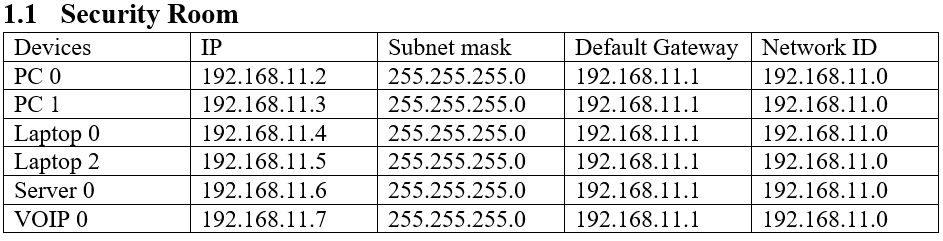 1.1 Security Room
Devices IP Subnet mask Default Gateway Network ID
PC 0 192.168.11.2 255.255.255.0 192.168.11.1 192.168.11.0
PC 1 192.168.11.3 255.255.255.0 192.168.11.1 192.168.11.0
Laptop 0 192.168.11.4 255.255.255.0 192.168.11.1 192.168.11.0
Laptop 2 192.168.11.5 255.255.255.0 192.168.11.1 192.168.11.0
Server 0 192.168.11.6 255.255.255.0 192.168.11.1 192.168.11.0
VOIP 0 192.168.11.7 255.255.255.0 192.168.11.1 192.168.11.0